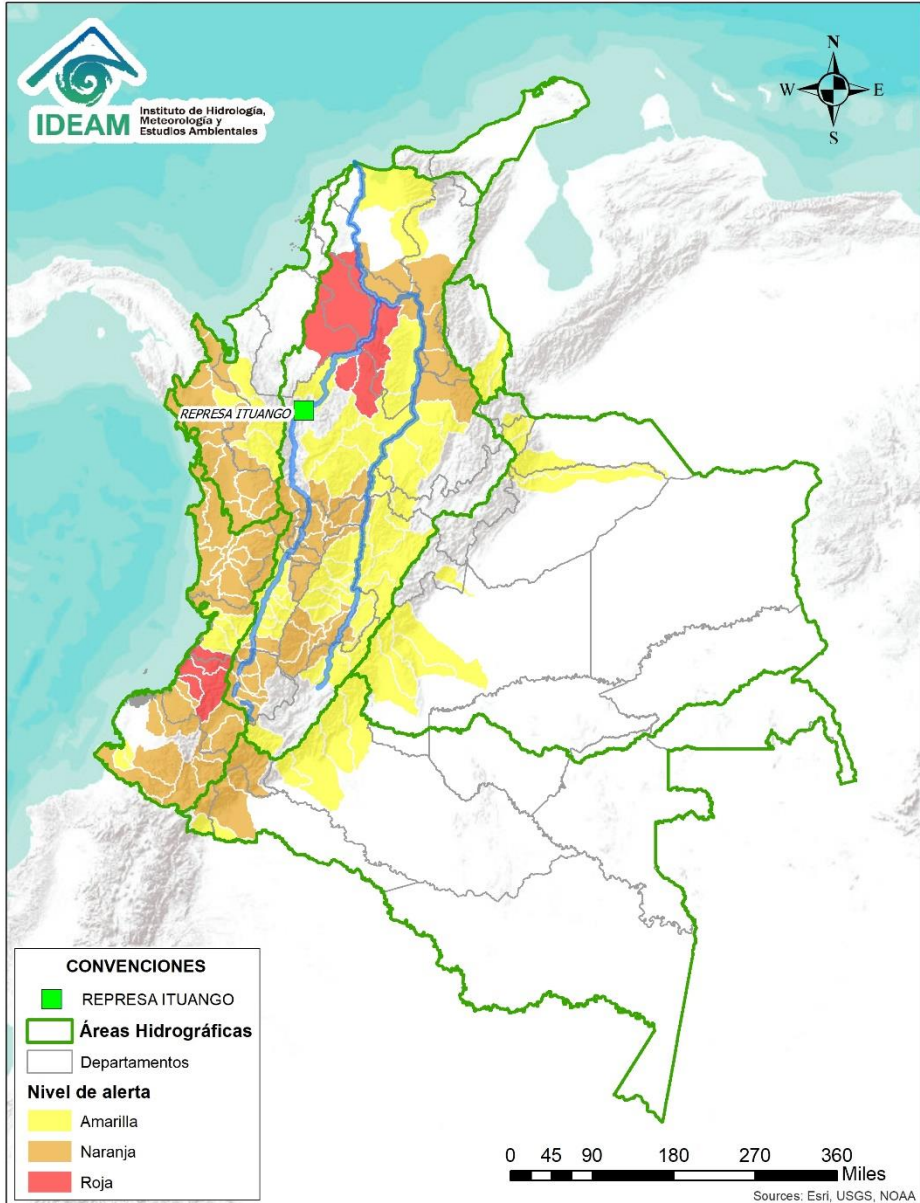 IDEAM
Instituto de Hidrología,
Meteorología y
Estudios Ambientales
N
W
E
S
REPRESA ITUANGO
CONVENCIONES
REPRESA ITUANGO
Áreas Hidrográficas
Departamentos
Nivel de alerta
Amarilla
Naranja
Roja
0 45 90 180 270 360
Miles
Sources: Esri, USGS, NOAA